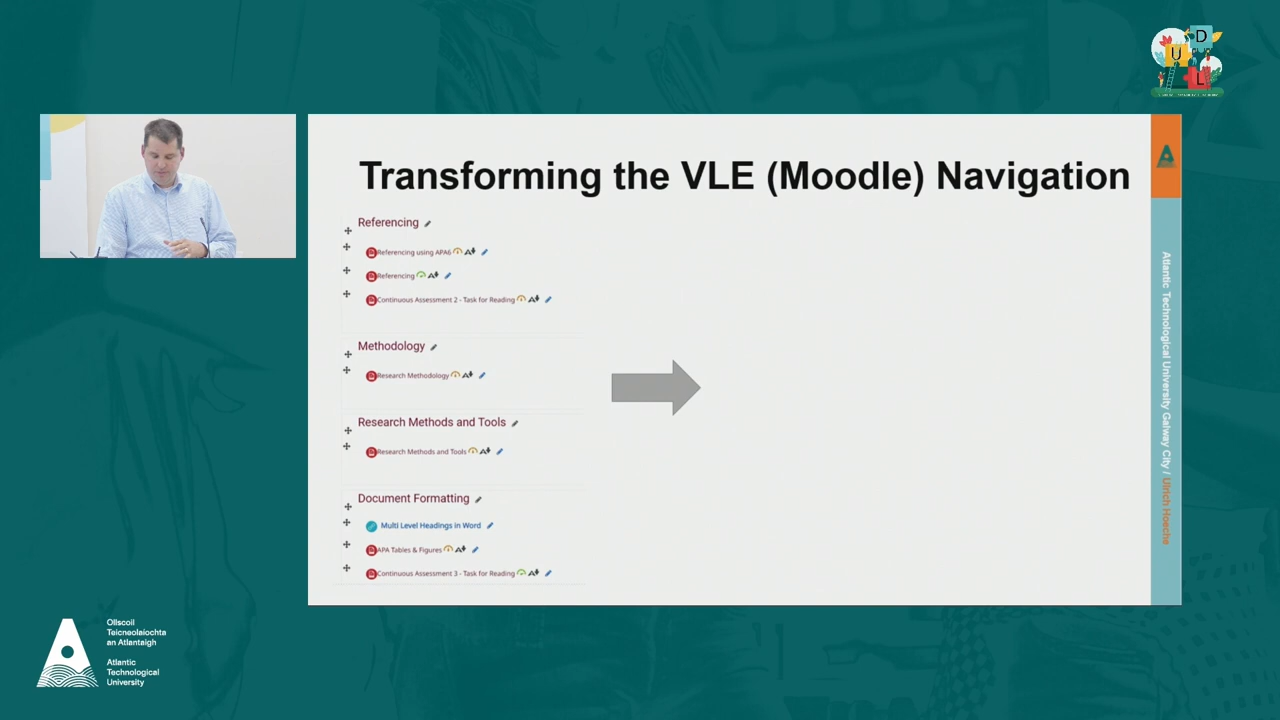 U
D
L
Transforming the VLE (Moodle) Navigation
Referencing
Referencing using APA6
Referencing
Continuous Assessment 2 - Task for Reading
Methodology
Research Methodology
Research Methods and Tools
Research Methods and Tools
Document Formatting
Multi Level Headings in Word
APA Tables & Figures
Continuous Assessment 3 - Task for Reading
Atlantic Technological University Galway City / Ulrich Hoeche
Ollscoil
Teicneolaíochta
an Atlantaigh
Atlantic
Technological
University